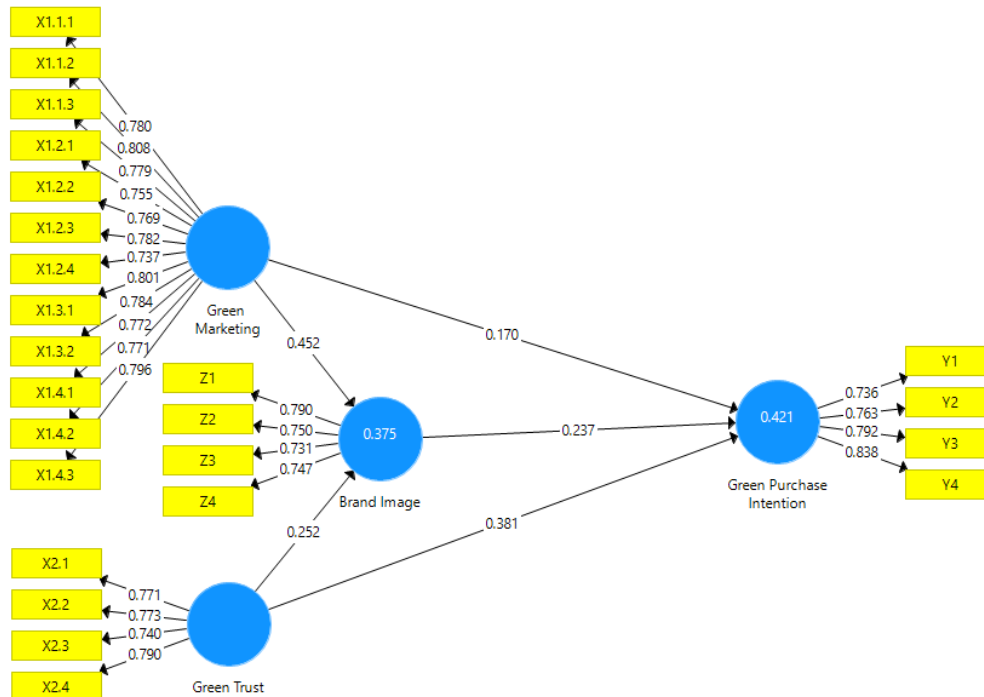 X1.1.1
X1.1.2
X1.1.3
X1.2.1
X1.2.2
X1.2.3
X1.2.4
X1.3.1
X1.3.2
X1.4.1
X1.4.2
X1.4.3
0.780
0.808
0.779
0.755
0.769
0.782
0.737
0.801
0.784
0.772
0.771
0.796
Green
Marketing
0.452
0.170
Z1
Z2
Z3
Z4
0.790
0.750
0.731
0.747
0.375
Brand Image
0.237
0.252
0.381
0.421
Green Purchase
Intention
0.736
0.763
0.792
0.838
Y1
Y2
Y3
Y4
X2.1
X2.2
X2.3
X2.4
0.771
0.773
0.740
0.790
Green Trust